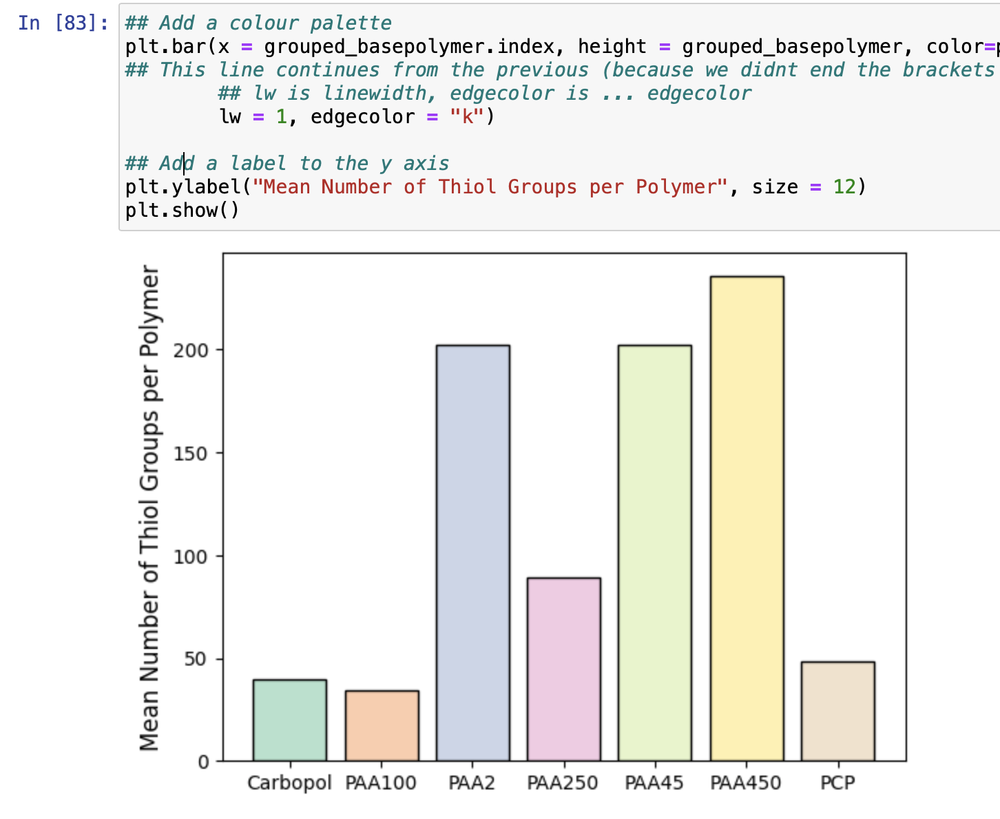 In [83]:
## Add a colour palette
plt.bar(x = grouped_basepolymer.index, height = grouped_basepolymer, color=
## This line continues from the previous (because we didnt end the brackets
## lw is linewidth, edgecolor is ... edgecolor
lw = 1, edgecolor = "k")
## Add a label to the y axis
plt.ylabel("Mean Number of Thiol Groups per Polymer", size = 12)
plt.show()
Mean Number of Thiol Groups per Polymer
200
150
100
50
0
Carbopol PAA100 PAA2 PAA250 PAA45 PAA450 PCP